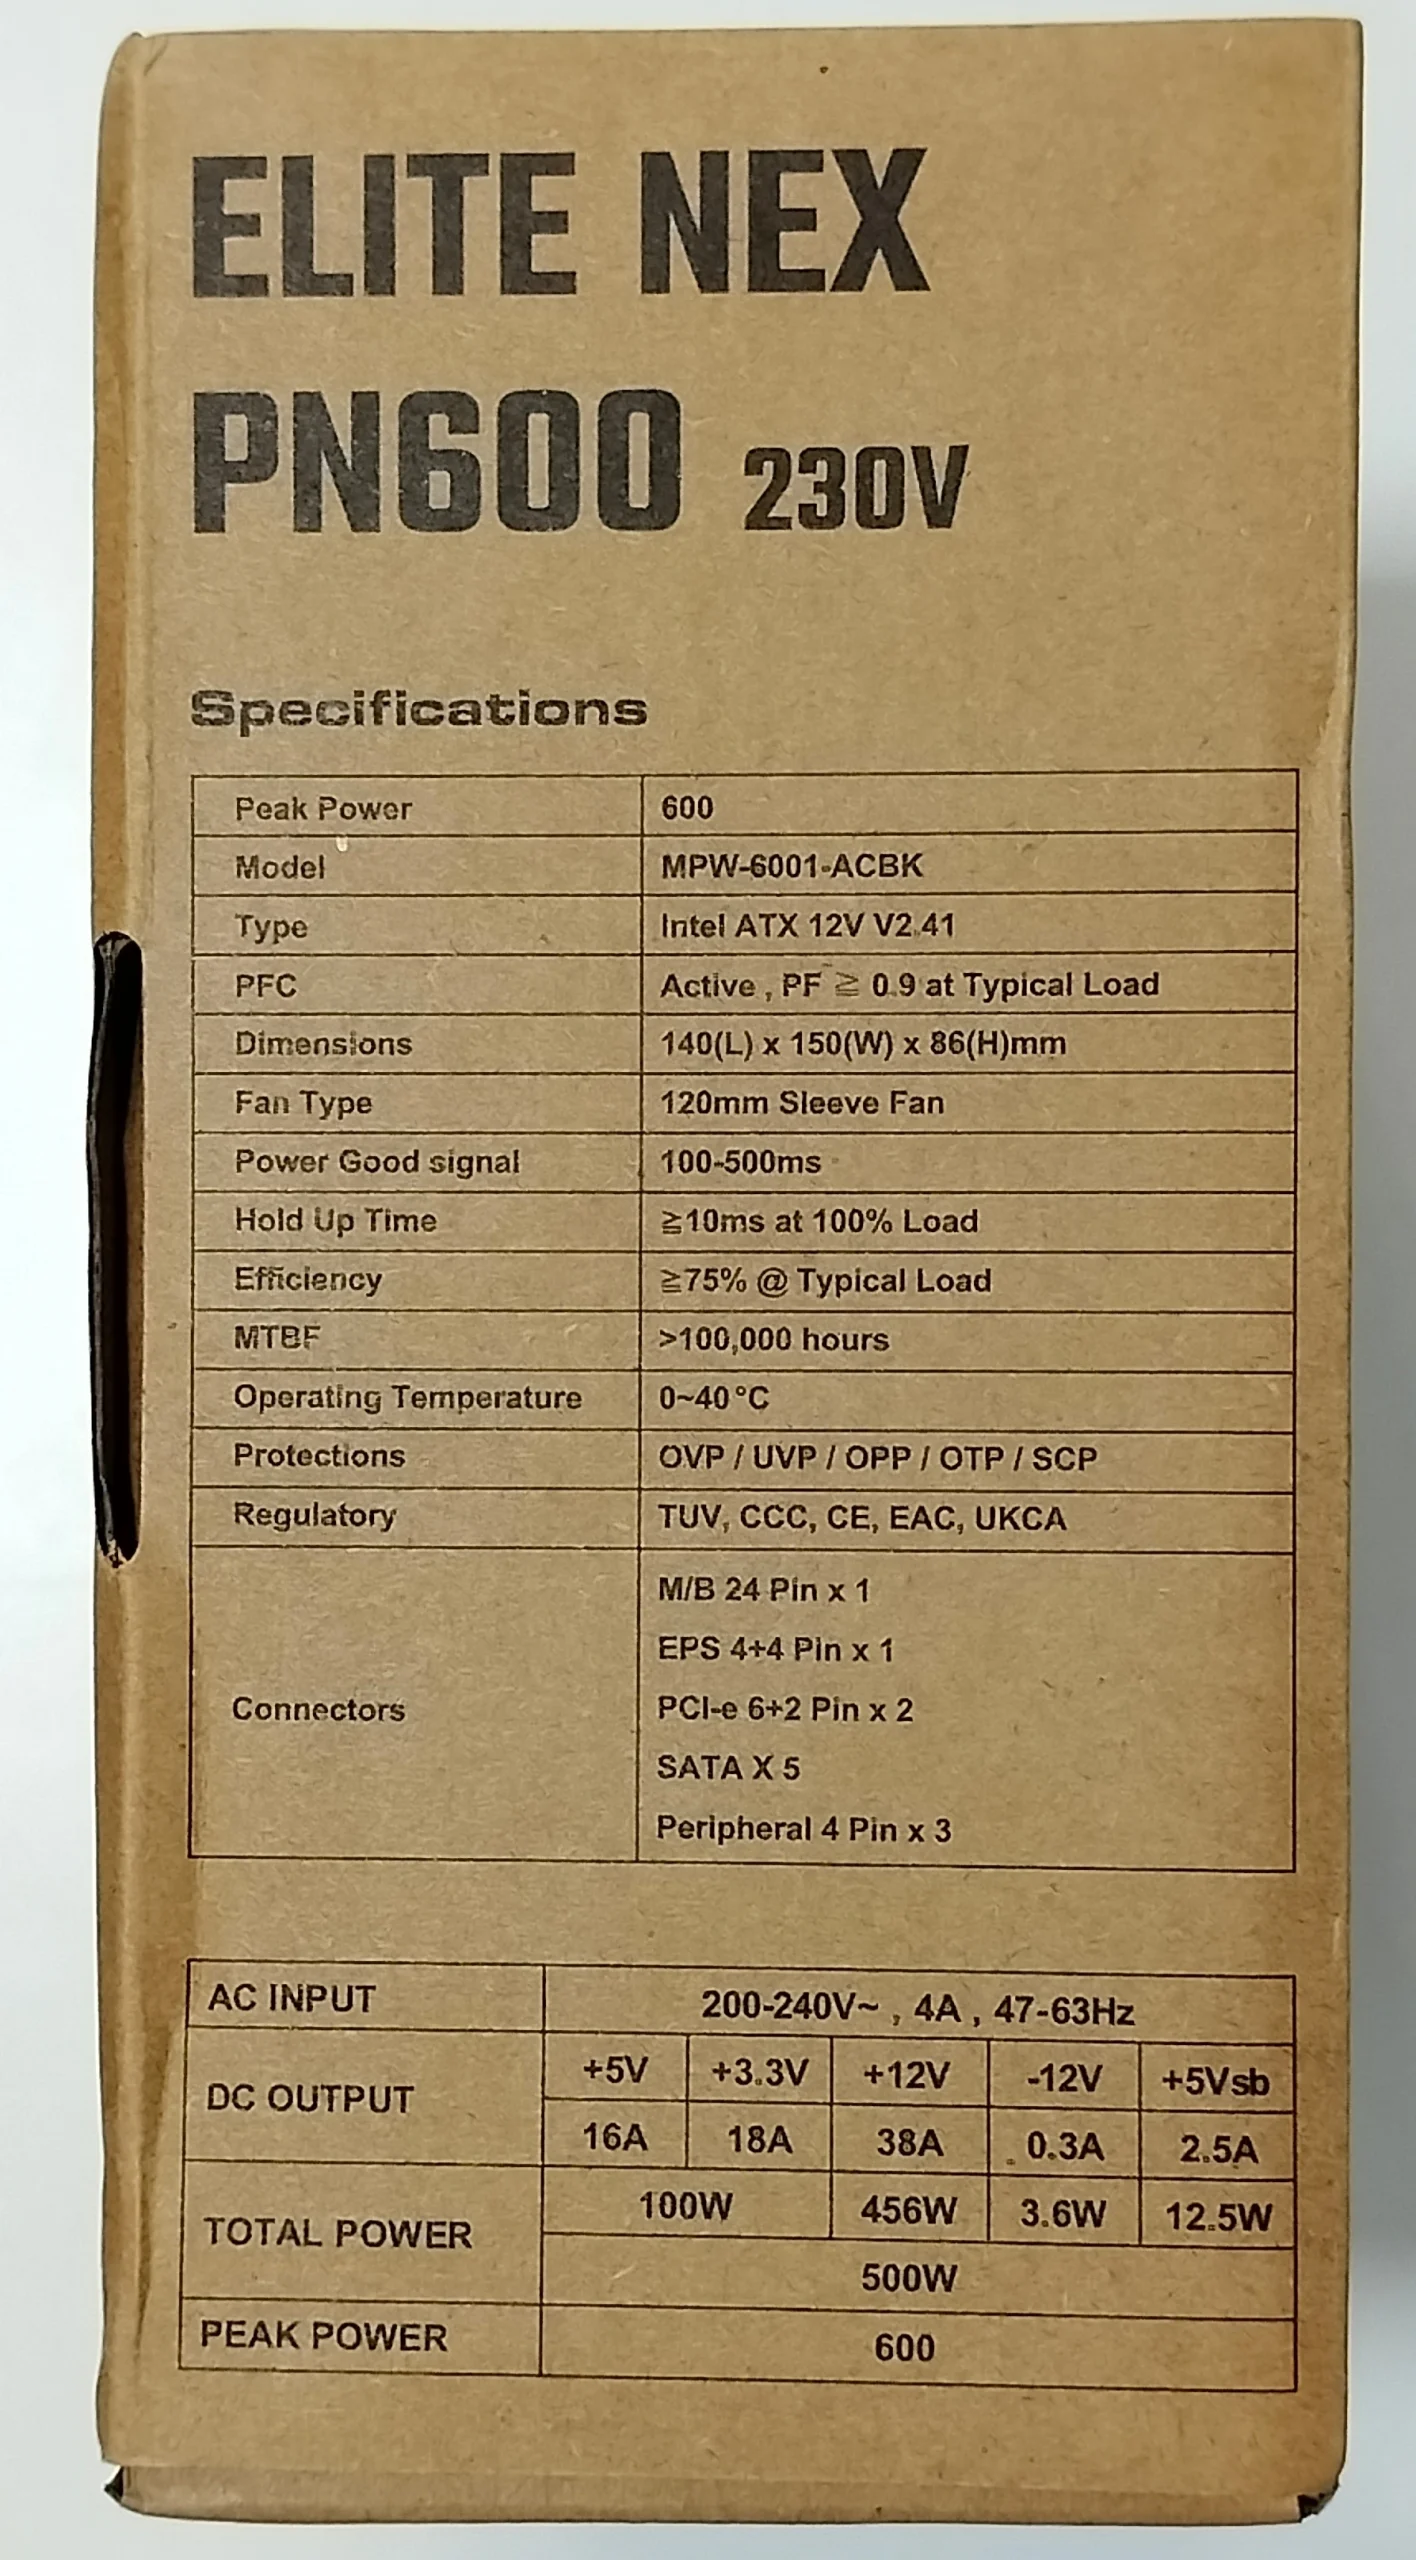 ELITE NEX
PN600 230V
Specifications
Peak Power 600
Model MPW-6001-ACBK
Type Intel ATX 12V V2.41
PFC Active , PF ≧ 0.9 at Typical Load
Dimensions 140(L) x 150(W) x 86(H)mm
Fan Type 120mm Sleeve Fan
Power Good signal 100-500ms
Hold Up Time ≧10ms at 100% Load
Efficiency ≧75% @ Typical Load
MTBF >100,000 hours
Operating Temperature 0~40°C
Protections OVP / UVP / OPP / OTP / SCP
Regulatory TUV, CCC, CE, EAC, UKCA
Connectors
M/B 24 Pin x 1
EPS 4+4 Pin x 1
PCI-e 6+2 Pin x 2
SATA X 5
Peripheral 4 Pin x 3
AC INPUT 200-240V~ , 4A , 47-63Hz
DC OUTPUT
+5V +3.3V +12V -12V +5Vsb
16A 18A 38A 0.3A 2.5A
TOTAL POWER
100W 456W 3.6W 12.5W
500W
PEAK POWER 600